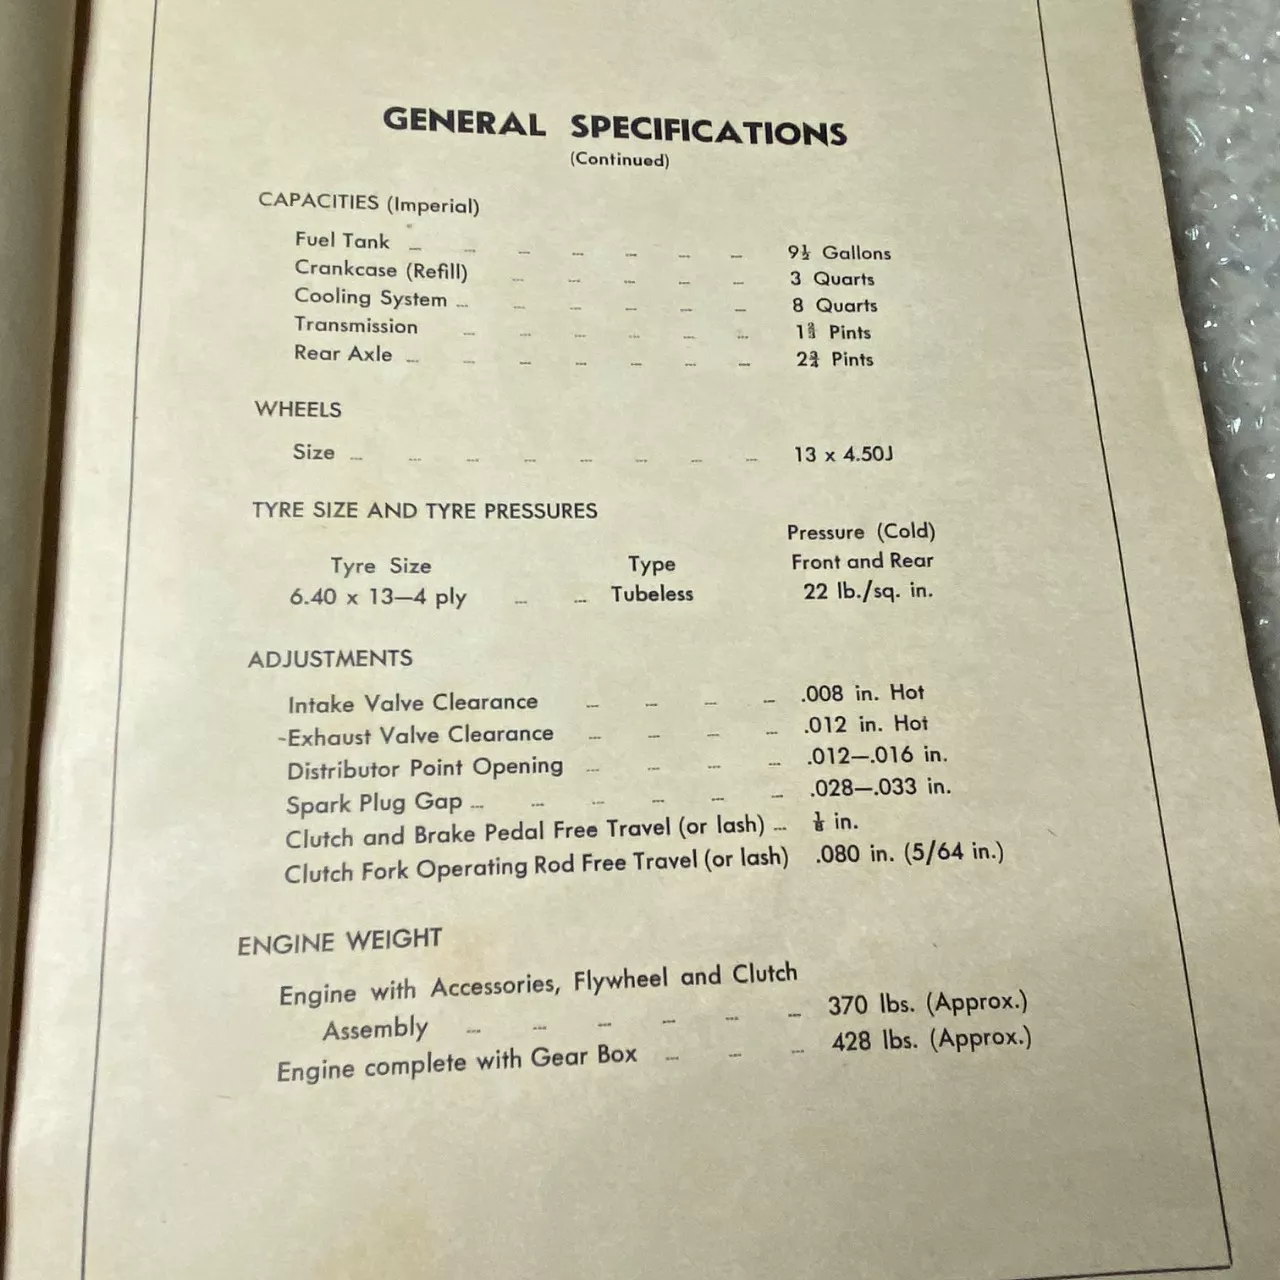 GENERAL SPECIFICATIONS
(Continued)
CAPACITIES (Imperial)
Fuel Tank ... ... ... ... ... ... ... 9½ Gallons
Crankcase (Refill) ... ... ... ... ... 3 Quarts
Cooling System ... ... ... ... ... ... 8 Quarts
Transmission ... ... ... ... ... ... Pints
Rear Axle ... ... ... ... ... ... ... 2¾ Pints
WHEELS
Size ... ... ... ... ... ... ... ... 13 x 4.50J
TYRE SIZE AND TYRE PRESSURES
Pressure (Cold)
Tyre Size Type Front and Rear
6.40 x 13—4 ply ... ... Tubeless 22 lb./sq. in.
ADJUSTMENTS
Intake Valve Clearance ... ... ... ... .008 in. Hot
-Exhaust Valve Clearance ... ... ... ... .012 in. Hot
Distributor Point Opening ... ... ... ... .012—.016 in.
Spark Plug Gap ... ... ... ... ... ... .028—.033 in.
Clutch and Brake Pedal Free Travel (or lash) ... ⅛ in.
Clutch Fork Operating Rod Free Travel (or lash) .080 in. (5/64 in.)
ENGINE WEIGHT
Engine with Accessories, Flywheel and Clutch
Assembly ... ... ... ... ... ... 370 lbs. (Approx.)
Engine complete with Gear Box ... ... ... 428 lbs. (Approx.)